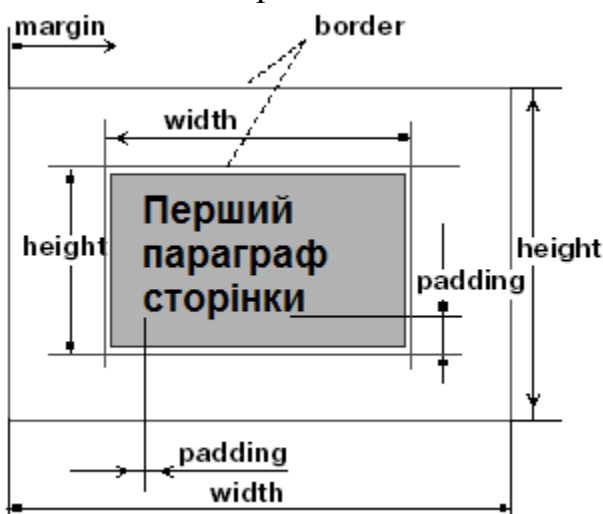 margin
border
width
Перший
параграф
сторінки
height
height
padding
padding
width